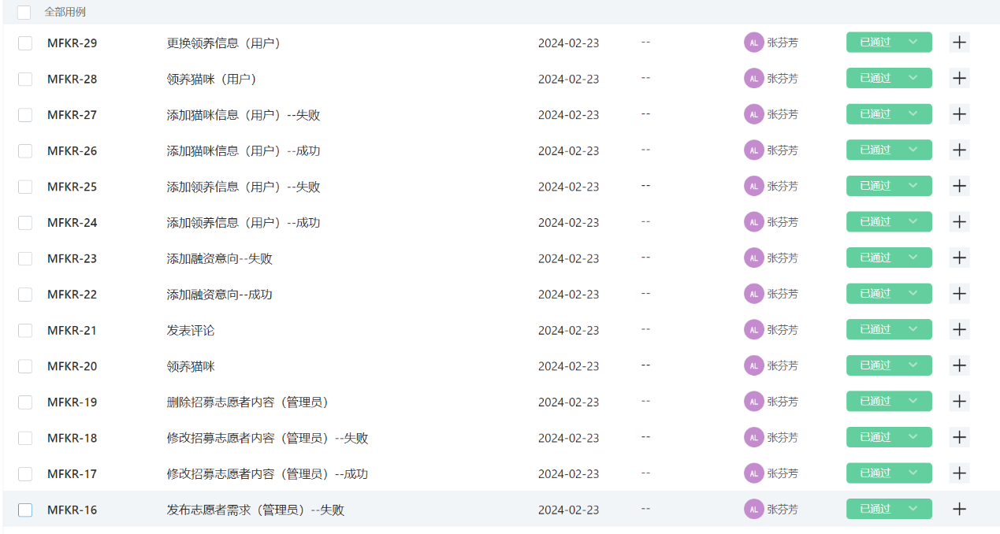 全部用例
MFKR-29 更换领养信息（用户） 2024-02-23 -- AL 张芬芳 已通过
MFKR-28 领养猫咪（用户） 2024-02-23 -- AL 张芬芳 已通过
MFKR-27 添加猫咪信息（用户）--失败 2024-02-23 -- AL 张芬芳 已通过
MFKR-26 添加猫咪信息（用户）--成功 2024-02-23 -- AL 张芬芳 已通过
MFKR-25 添加领养信息（用户）--失败 2024-02-23 -- AL 张芬芳 已通过
MFKR-24 添加领养信息（用户）--成功 2024-02-23 -- AL 张芬芳 已通过
MFKR-23 添加融资意向--失败 2024-02-23 -- AL 张芬芳 已通过
MFKR-22 添加融资意向--成功 2024-02-23 -- AL 张芬芳 已通过
MFKR-21 发表评论 2024-02-23 -- AL 张芬芳 已通过
MFKR-20 领养猫咪 2024-02-23 -- AL 张芬芳 已通过
MFKR-19 删除招募志愿者内容（管理员） 2024-02-23 -- AL 张芬芳 已通过
MFKR-18 修改招募志愿者内容（管理员）--失败 2024-02-23 -- AL 张芬芳 已通过
MFKR-17 修改招募志愿者内容（管理员）--成功 2024-02-23 -- AL 张芬芳 已通过
MFKR-16 发布志愿者需求（管理员）--失败 2024-02-23 -- AL 张芬芳 已通过